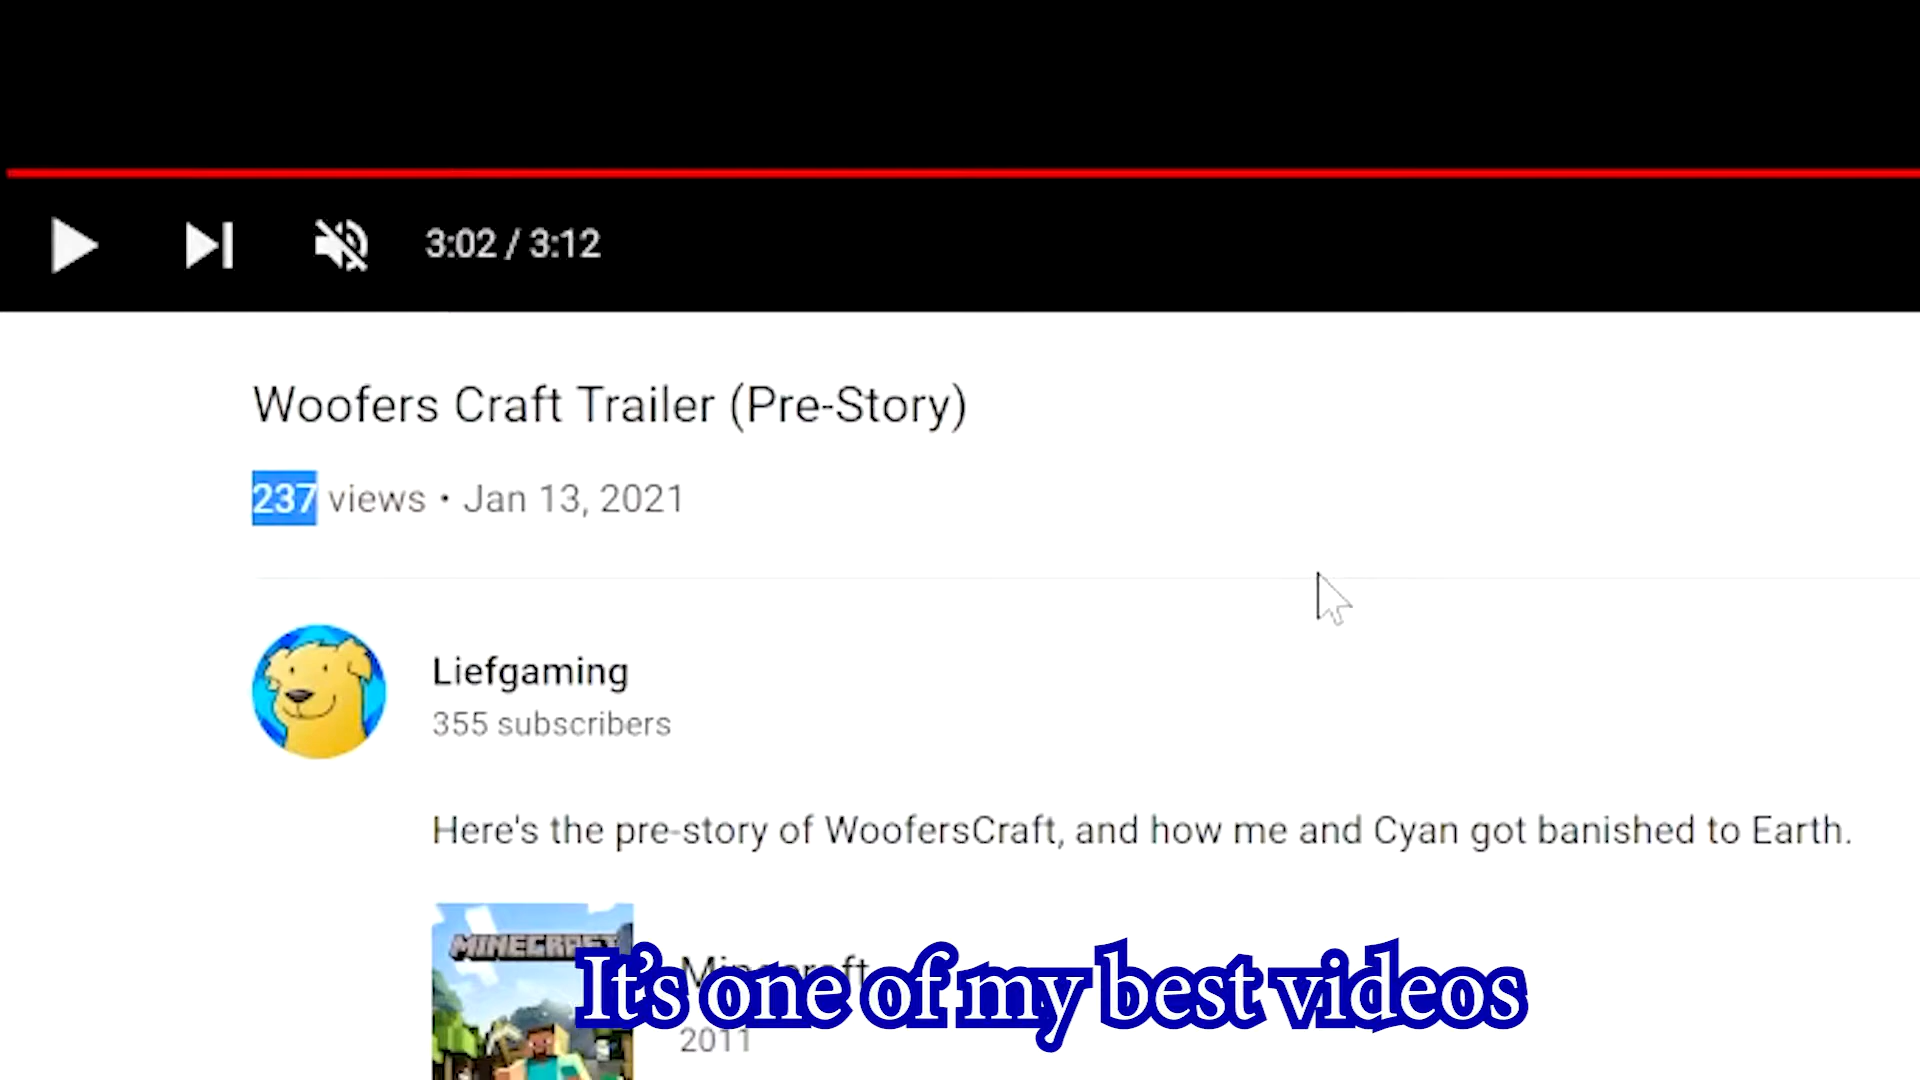 3:02 / 3:12
Woofers Craft Trailer (Pre-Story)
237 views • Jan 13, 2021
Liefgaming
355 subscribers
Here's the pre-story of WoofersCraft, and how me and Cyan got banished to Earth.
MINECRAFT
Minecraft
It's one of my best videos
2011